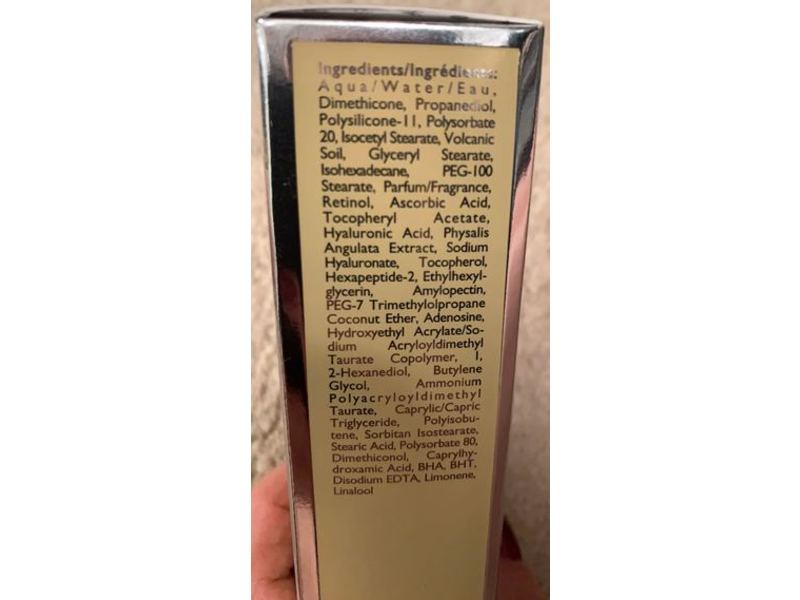 Ingredients/Ingrédients:
Aqua/Water/Eau,
Dimethicone, Propanediol,
Polysilicone-11, Polysorbate
20, Isocetyl Stearate, Volcanic
Soil, Glyceryl Stearate,
Isohexadecane, PEG-100
Stearate, Parfum/Fragrance,
Retinol, Ascorbic Acid,
Tocopheryl Acetate,
Hyaluronic Acid, Physalis
Angulata Extract, Sodium
Hyaluronate, Tocopherol,
Hexapeptide-2, Ethylhexyl-
glycerin, Amylopectin,
PEG-7 Trimethylolpropane
Coconut Ether, Adenosine,
Hydroxyethyl Acrylate/So-
dium Acryloyldimethyl
Taurate Copolymer, 1,
2-Hexanediol, Butylene
Glycol, Ammonium
Polyacryloyldimethyl
Taurate, Caprylic/Capric
Triglyceride, Polyisobu-
tene, Sorbitan Isostearate,
Stearic Acid, Polysorbate 80,
Dimethiconol, Caprylhy-
droxamic Acid, BHA, BHT,
Disodium EDTA, Limonene,
Linalool